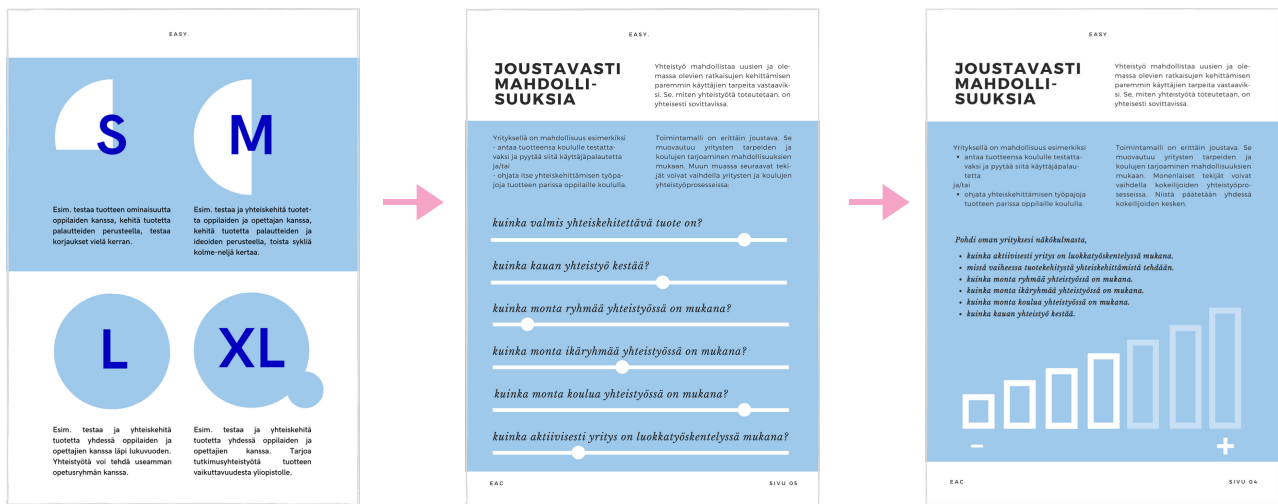 EASY.
S
M
Esim. testaa tuotteen ominaisuutta
oppilaiden kanssa, kehitä tuotetta
palautteiden perusteella, testaa
korjaukset vielä kerran.
Esim. testaa ja yhteiskehitä tuotet-
ta oppilaiden ja opettajan kanssa,
kehitä tuotetta palautteiden ja
ideoiden perusteella, toista sykliä
kolme-neljä kertaa.
L
XL
Esim. testaa ja yhteiskehitä
tuotetta yhdessä oppilaiden ja
opettajien kanssa läpi lukuvuoden.
Yhteistyötä voi tehdä useamman
opetusryhmän kanssa.
Esim. testaa ja yhteiskehitä
tuotetta yhdessä oppilaiden ja
opettajien kanssa. Tarjoa
tutkimusyhteistyötä tuotteen
vaikuttavuudesta yliopistolle.
EASY.
JOUSTAVASTI
MAHDOLLI-
SUUKSIA
Yhteistyö mahdollistaa uusien ja ole-
massa olevien ratkaisujen kehittämisen
paremmin käyttäjien tarpeita vastaavik-
si. Se, miten yhteistyötä toteutetaan, on
yhteisesti sovittavissa.
Yrityksellä on mahdollisuus esimerkiksi
- antaa tuotteensa koululle testatta-
vaksi ja pyytää siitä käyttäjäpalautetta
ja/tai
- ohjata itse yhteiskehittämisen työpa-
joja tuotteen parissa oppilaille koululla.
Toimintamalli on erittäin joustava. Se
muovautuu yritysten tarpeiden ja
koulujen tarjoaminen mahdollisuuksien
mukaan. Muun muassa seuraavat teki-
jät voivat vaihdella yritysten ja koulujen
yhteistyöprosesseissa:
kuinka valmis yhteiskehitettävä tuote on?
kuinka kauan yhteistyö kestää?
kuinka monta ryhmää yhteistyössä on mukana?
kuinka monta ikäryhmää yhteistyössä on mukana?
kuinka monta koulua yhteistyössä on mukana?
kuinka aktiivisesti yritys on luokkatyöskentelyssä mukana?
EAC
SIVU 05
EASY.
JOUSTAVASTI
MAHDOLLI-
SUUKSIA
Yhteistyö mahdollistaa uusien ja ole-
massa olevien ratkaisujen kehittämisen
paremmin käyttäjien tarpeita vastaavik-
si. Se, miten yhteistyötä toteutetaan, on
yhteisesti sovittavissa.
Yrityksellä on mahdollisuus esimerkiksi
• antaa tuotteensa koululle testatta-
vaksi ja pyytää siitä käyttäjäpalau-
tetta
ja/tai
• ohjata yhteiskehittämisen työpajoja
tuotteen parissa oppilaille koululla.
Toimintamalli on erittäin joustava. Se
muovautuu yritysten tarpeiden ja
koulujen tarjoaminen mahdollisuuksien
mukaan. Monenlaiset tekijät voivat
vaihdella kokeilijoiden yhteistyöpro-
sesseissa. Niistä päätetään yhdessä
kokeilijoiden kesken.
Pohdi oman yrityksesi näkökulmasta,
• kuinka aktiivisesti yritys on luokkatyöskentelyssä mukana.
• missä vaiheessa tuotekehitystä yhteiskehittämistä tehdään.
• kuinka monta ryhmää yhteistyössä on mukana.
• kuinka monta ikäryhmää yhteistyössä on mukana.
• kuinka monta koulua yhteistyössä on mukana.
• kuinka kauan yhteistyö kestää.
- +
EAC
SIVU 04